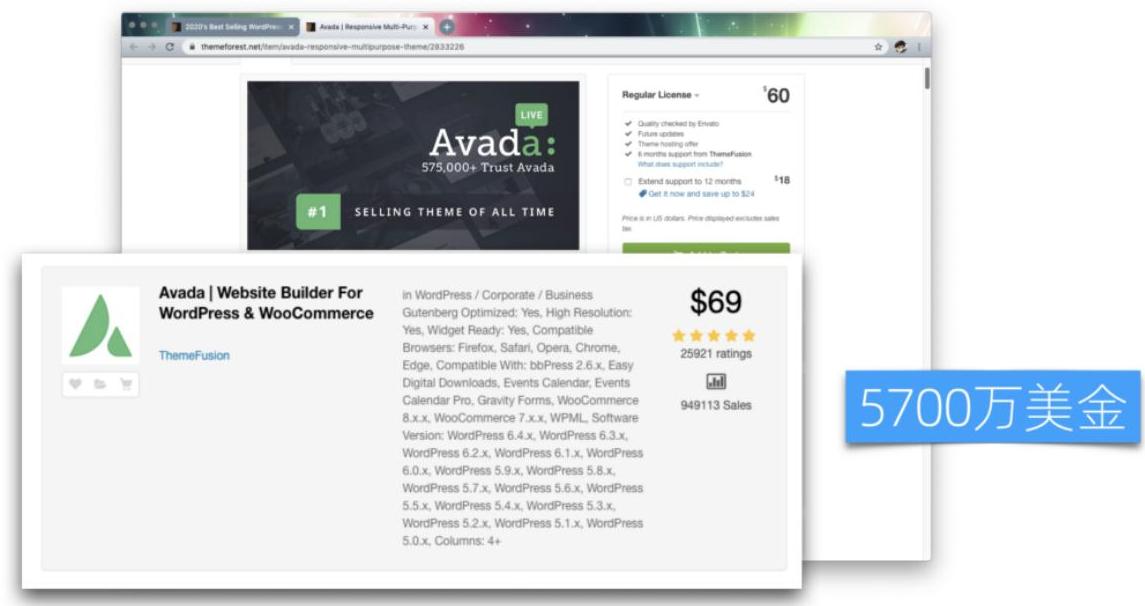 2020's Best Selling WordPress
Avada | Responsive Multi-Purp
themeforest.net/item/avada-responsive-multipurpose-theme/2833226
LIVE
Avada:
575,000+ Trust Avada
#1 SELLING THEME OF ALL TIME
Regular License
$60
Quality checked by Envato
Future updates
Theme hosting offer
6 months support from ThemeFusion
What does support include?
Extend support to 12 months $18
Get it now and save up to $24
Price is in US dollars. Price displayed excludes sales
tax.
Avada | Website Builder For
WordPress & WooCommerce
ThemeFusion
in WordPress / Corporate / Business
Gutenberg Optimized: Yes, High Resolution:
Yes, Widget Ready: Yes, Compatible
Browsers: Firefox, Safari, Opera, Chrome,
Edge, Compatible With: bbPress 2.6.x, Easy
Digital Downloads, Events Calendar, Events
Calendar Pro, Gravity Forms, WooCommerce
8.x.x, WooCommerce 7.x.x, WPML, Software
Version: WordPress 6.4.x, WordPress 6.3.x,
WordPress 6.2.x, WordPress 6.1.x, WordPress
6.0.x, WordPress 5.9.x, WordPress 5.8.x,
WordPress 5.7.x, WordPress 5.6.x, WordPress
5.5.x, WordPress 5.4.x, WordPress 5.3.x,
WordPress 5.2.x, WordPress 5.1.x, WordPress
5.0.x, Columns: 4+
$69
25921 ratings
949113 Sales
5700万美金